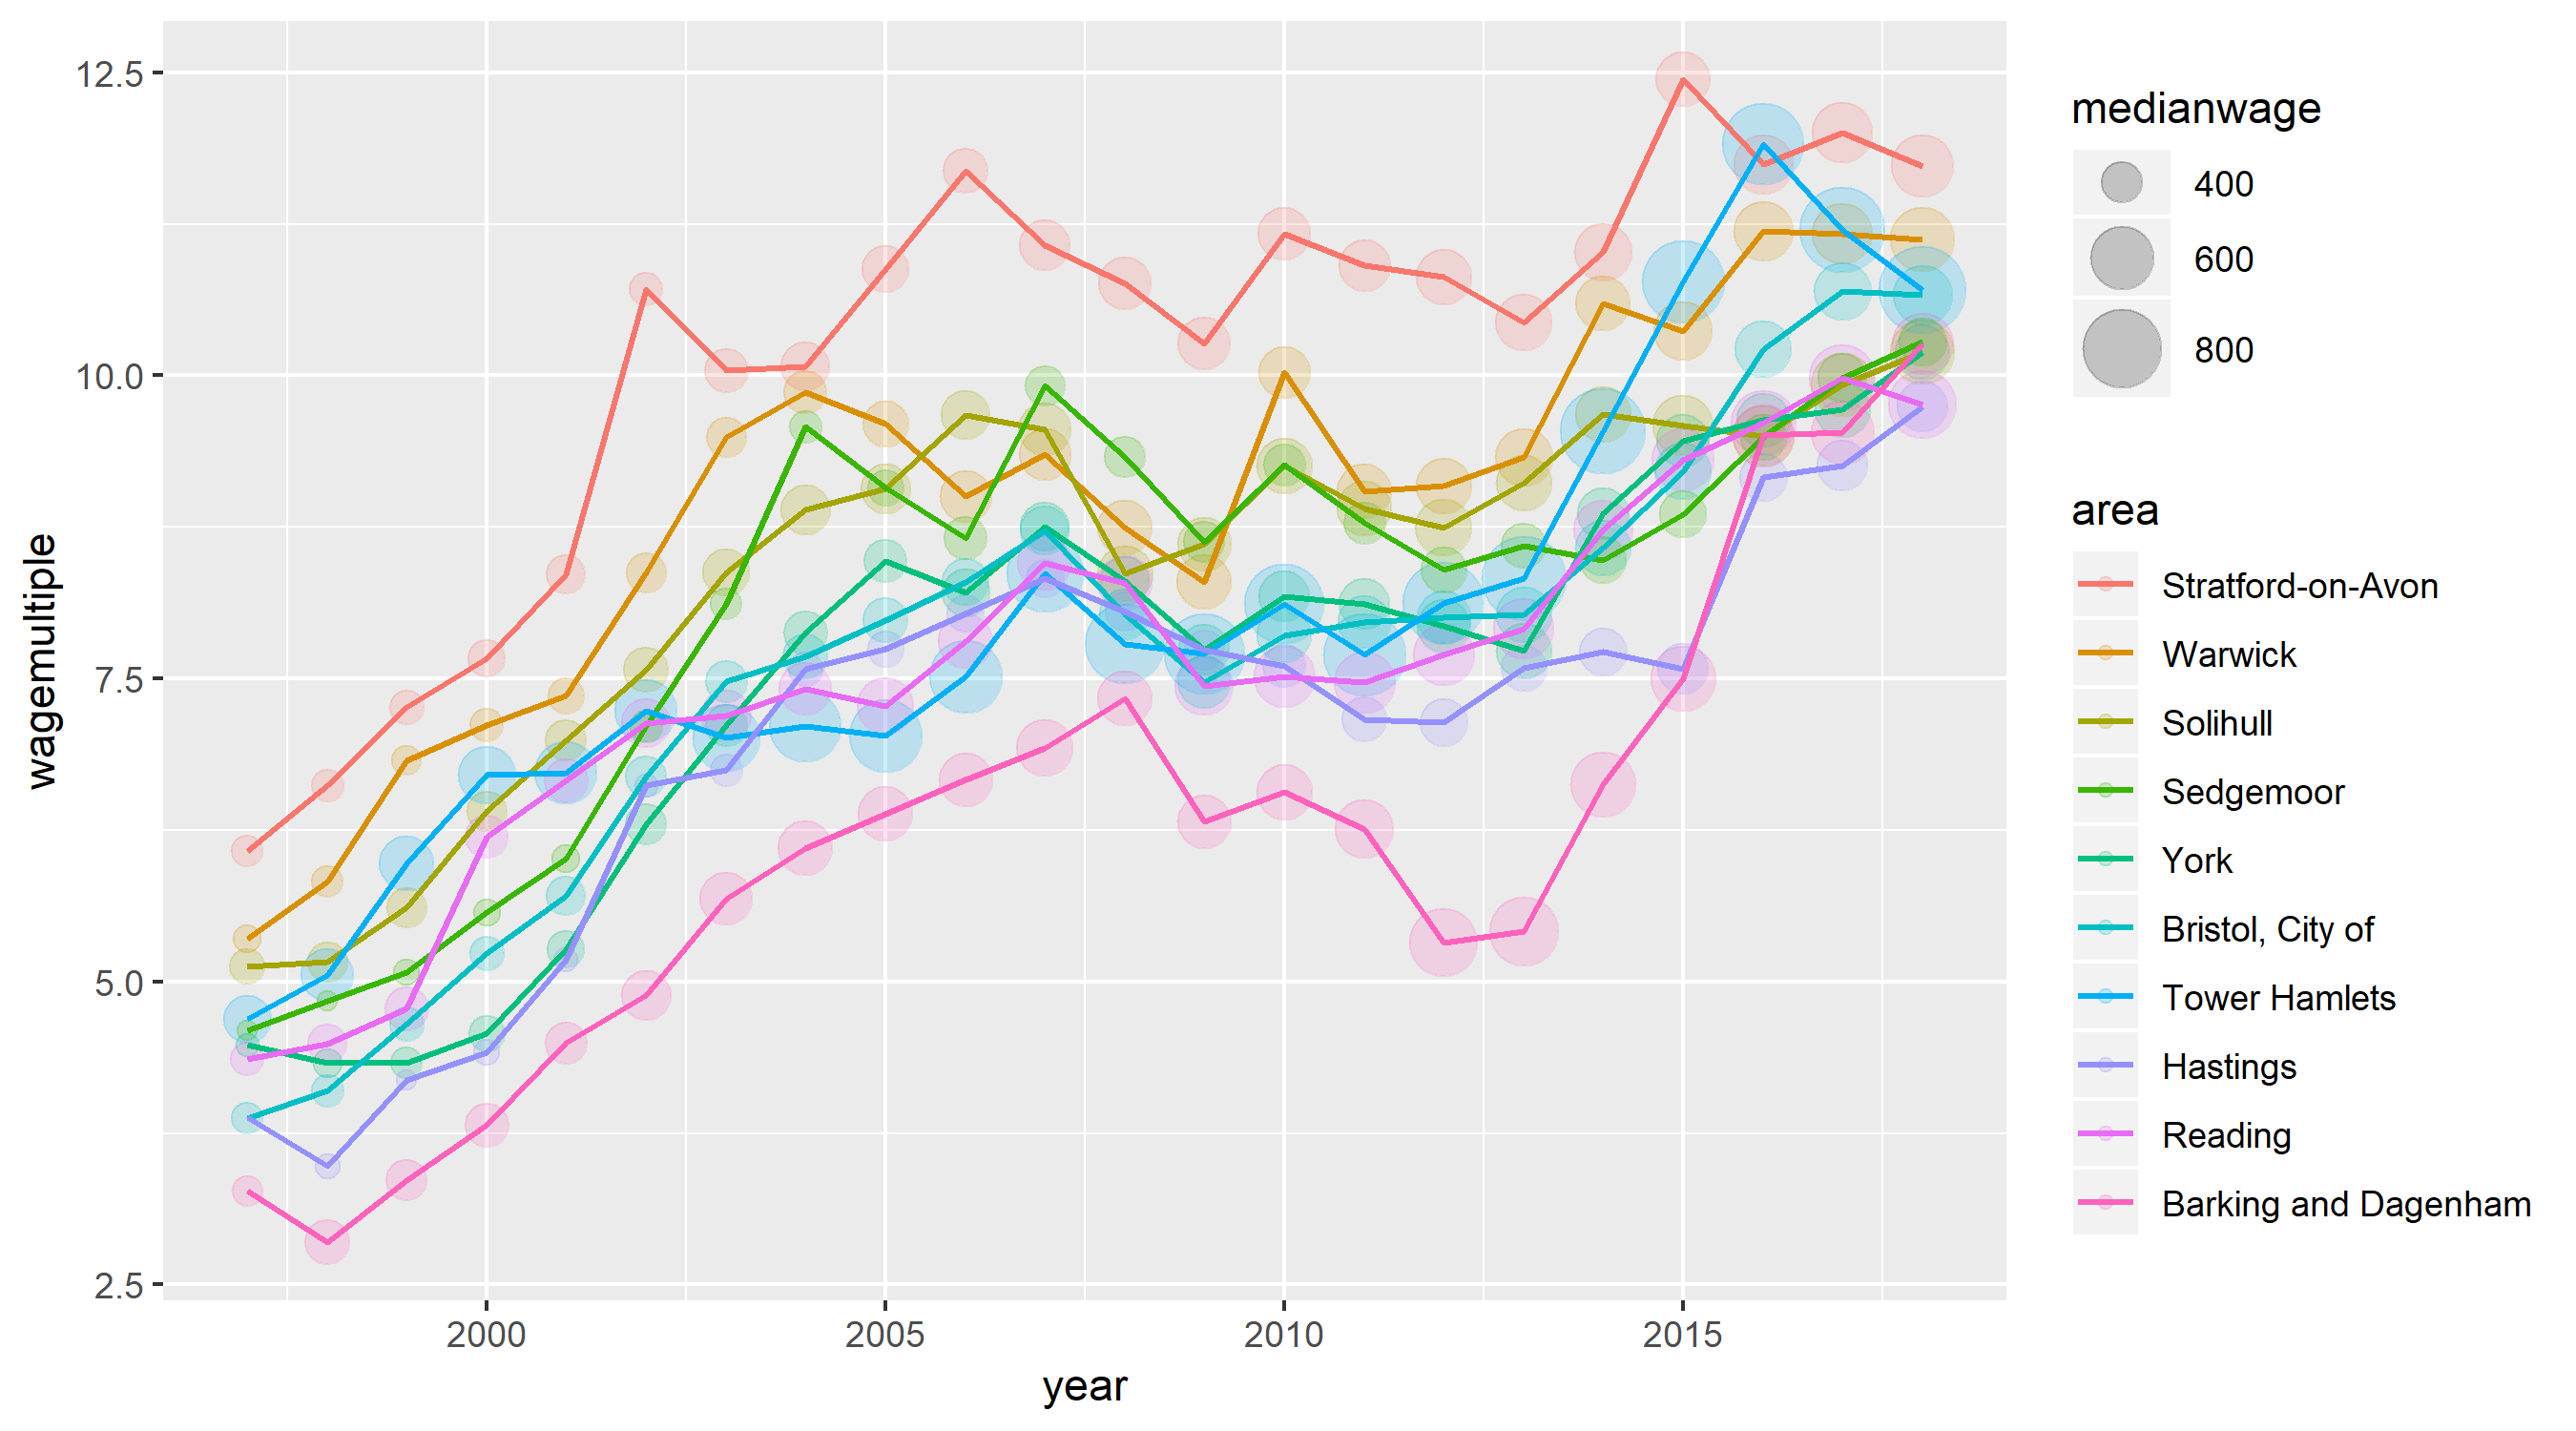 12.5
10.0
7.5
5.0
2.5
wagemultiple
2000
2005
2010
2015
year
medianwage
400
600
800
area
Stratford-on-Avon
Warwick
Solihull
Sedgemoor
York
Bristol, City of
Tower Hamlets
Hastings
Reading
Barking and Dagenham